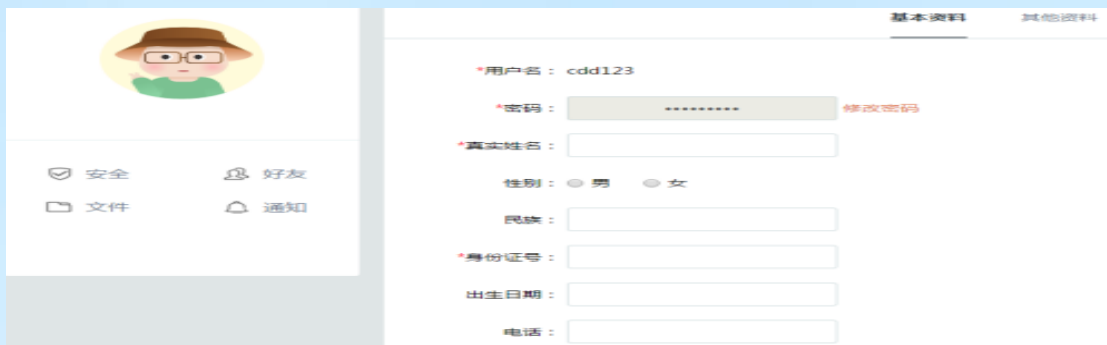 基本资料 其他资料
*用户名： cdd123
*密码： ••••••••• 修改密码
*真实姓名：
性别： 男 女
民族：
*身份证号：
出生日期：
电话：
安全 好友
文件 通知